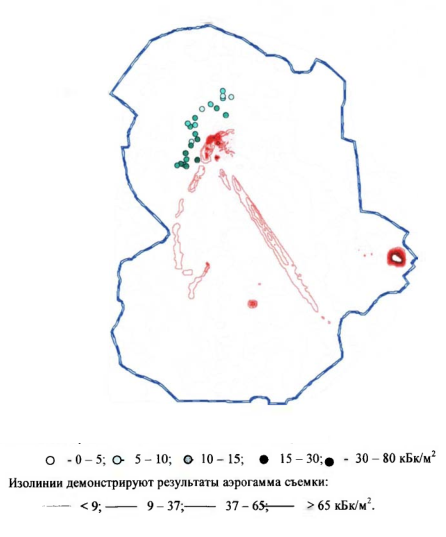 - 0 – 5; 5 – 10; 10 – 15; 15 – 30; - 30 – 80 кБк/м²
Изолинии демонстрируют результаты аэрогамма съемки:
< 9; 9 – 37; 37 – 65; ≥ 65 кБк/м².